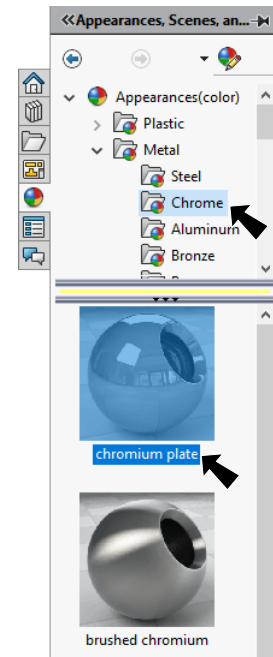 Appearances, Scenes, an...
Appearances(color)
Plastic
Metal
Steel
Chrome
Aluminum
Bronze
chromium plate
brushed chromium